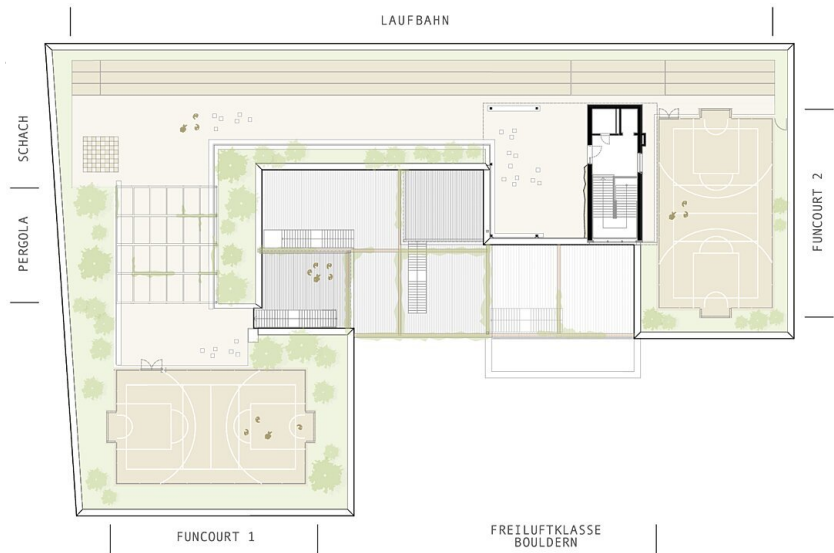 LAUFBAHN
SCHACH
PERGOLA
FUNCOURT 2
FUNCOURT 1
FREILUFTKLASSE
BOULDERN